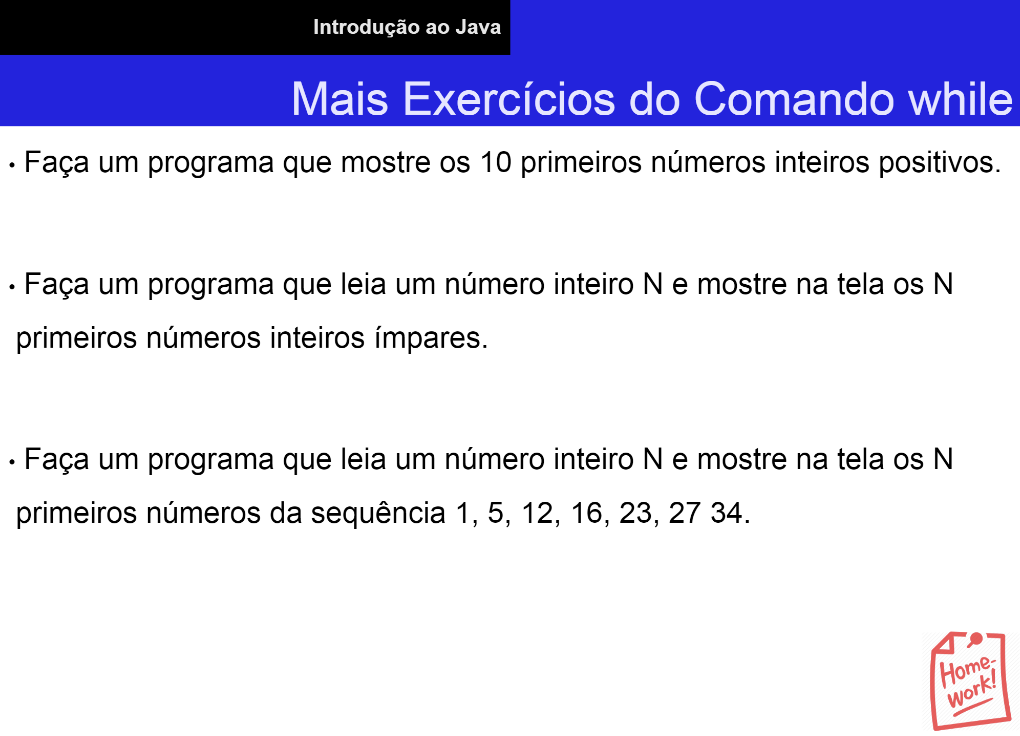 Introdução ao Java
Mais Exercícios do Comando while
• Faça um programa que mostre os 10 primeiros números inteiros positivos.
• Faça um programa que leia um número inteiro N e mostre na tela os N
primeiros números inteiros ímpares.
• Faça um programa que leia um número inteiro N e mostre na tela os N
primeiros números da sequência 1, 5, 12, 16, 23, 27 34.
Home-
work!